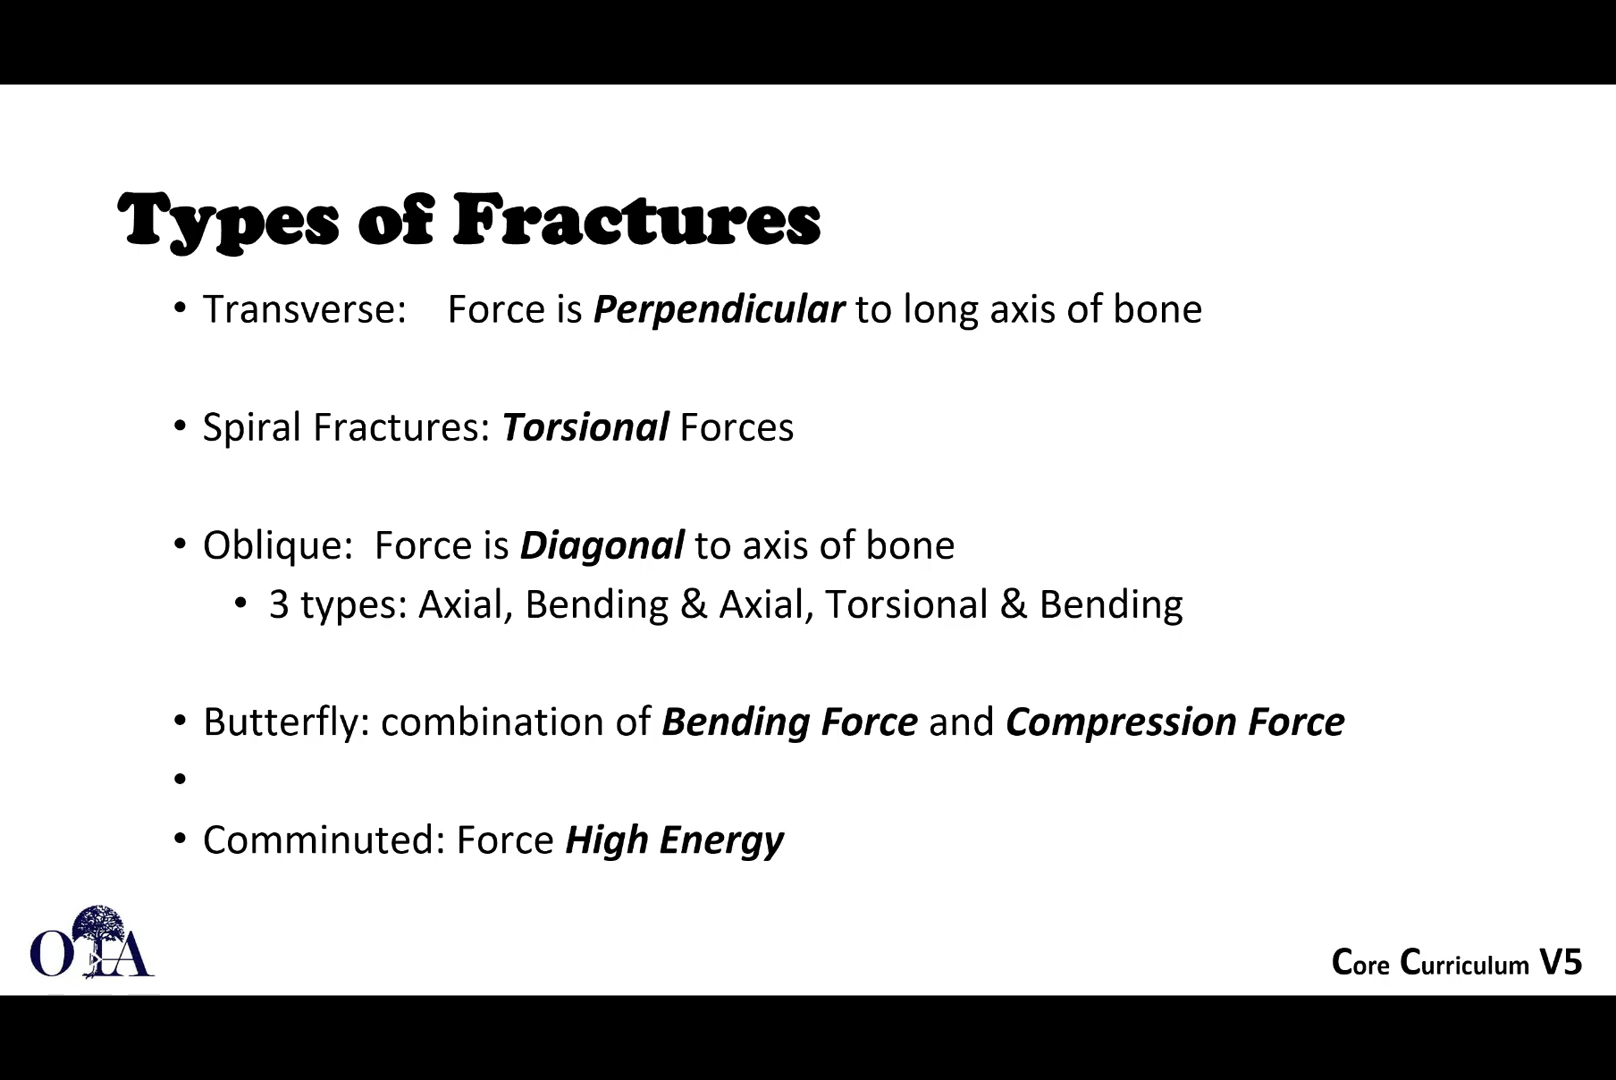 Types of Fractures
• Transverse: Force is Perpendicular to long axis of bone
• Spiral Fractures: Torsional Forces
• Oblique: Force is Diagonal to axis of bone
• 3 types: Axial, Bending & Axial, Torsional & Bending
• Butterfly: combination of Bending Force and Compression Force
•
• Comminuted: Force High Energy
OTA
Core Curriculum V5